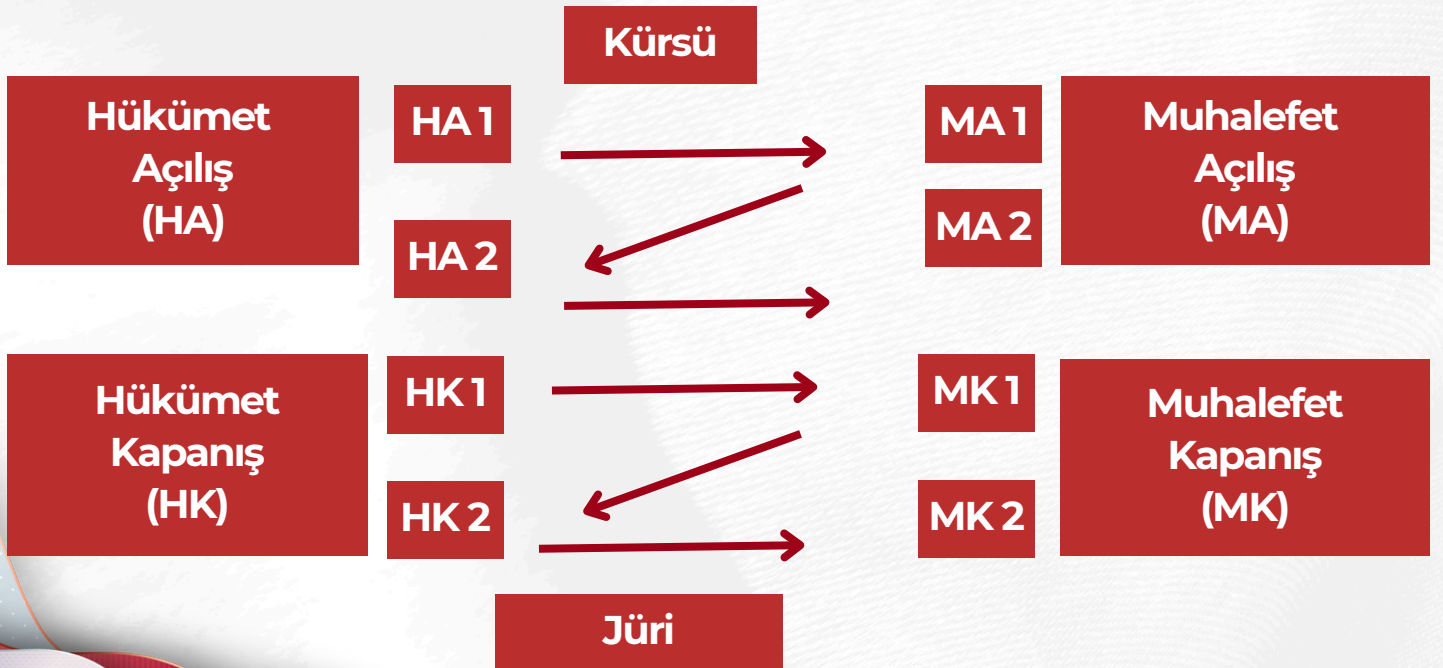 Kürsü
Hükümet
Açılış
(HA)
HA 1
MA 1
Muhalefet
Açılış
(MA)
HA 2
MA 2
Hükümet
Kapanış
(HK)
HK 1
MK 1
Muhalefet
Kapanış
(MK)
HK 2
MK 2
Jüri